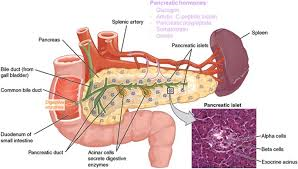 Pancreatic hormones:
- Glucagon
- Amylin, C-peptide, insulin
- Pancreatic polypeptide
- Somatostatin
- Ghrelin
Splenic artery
Pancreas
Pancreatic islets
Spleen
Bile duct (from
gall bladder)
Common bile duct
Digestive
enzymes
Duodenum of
small intestine
Pancreatic duct
Acinar cells
secrete digestive
enzymes
Pancreatic islet
Alpha cells
Beta cells
Exocrine acinus